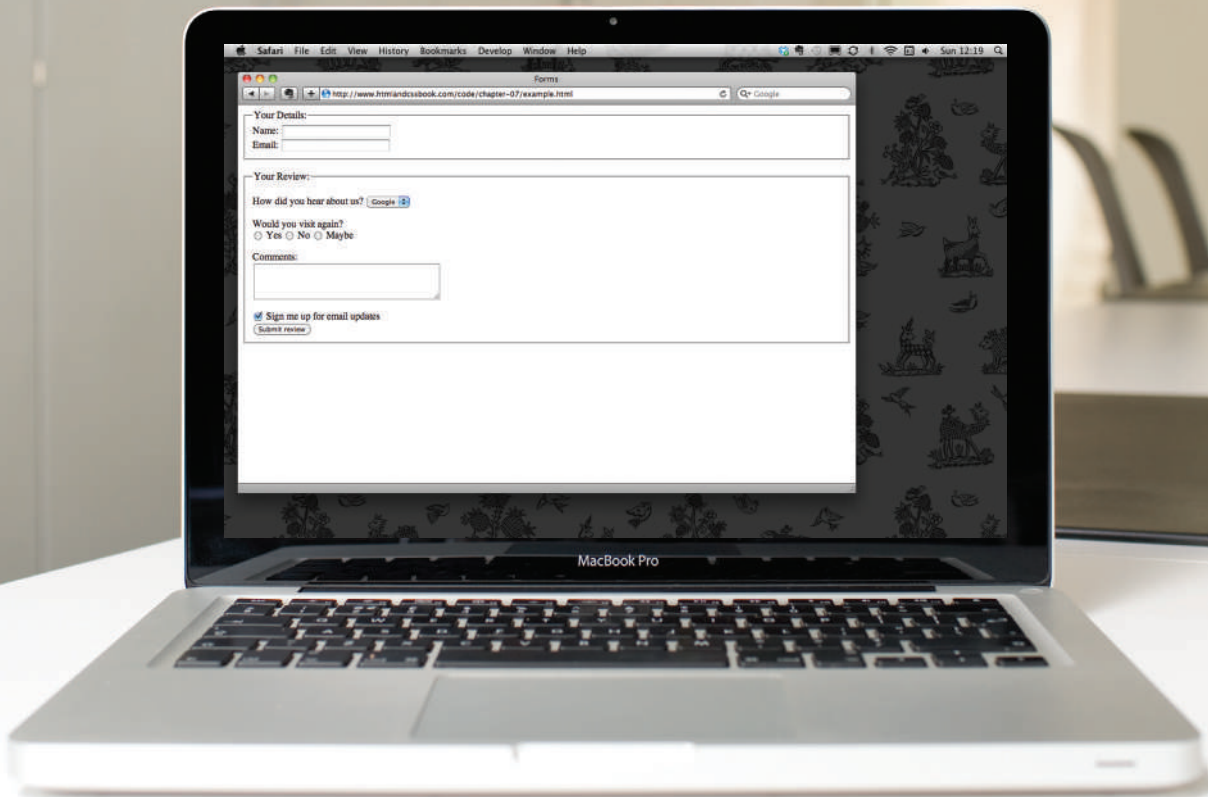 Safari File Edit View History Bookmarks Develop Window Help Sun 12:19
Forms
http://www.htmlandcssbook.com/code/chapter-07/example.html Google
Your Details:
Name:
Email:
Your Review:
How did you hear about us? Google
Would you visit again?
Yes No Maybe
Comments:
Sign me up for email updates
Submit review
MacBook Pro